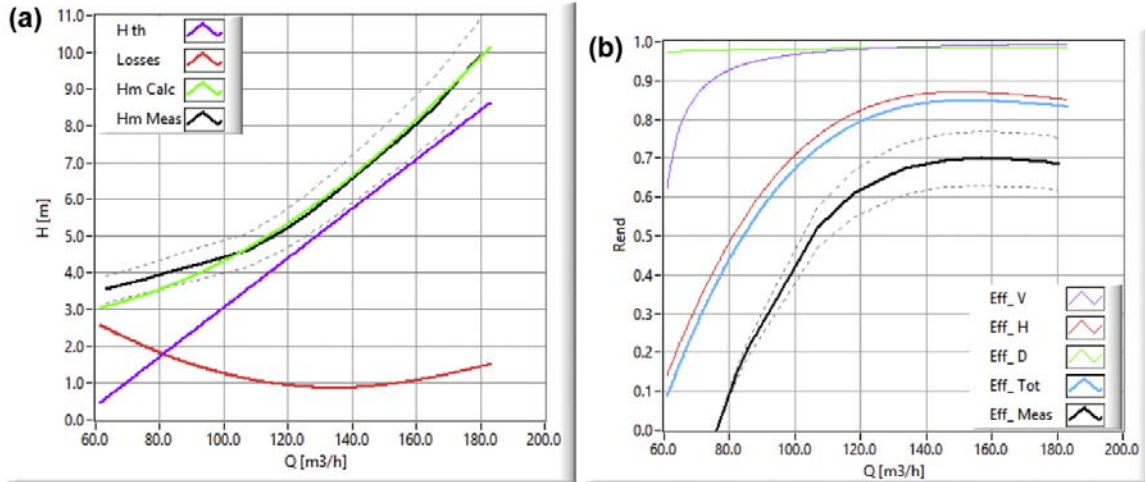 (a)
H th
Losses
Hm Calc
Hm Meas
H [m]
11.0
10.0
9.0
8.0
7.0
6.0
5.0
4.0
3.0
2.0
1.0
0.0
60.0 80.0 100.0 120.0 140.0 160.0 180.0 200.0
Q [m3/h]
(b)
Rend
1.0
0.9
0.8
0.7
0.6
0.5
0.4
0.3
0.2
0.1
0.0
Eff_ V
Eff_ H
Eff_ D
Eff_ Tot
Eff_ Meas
60.0 80.0 100.0 120.0 140.0 160.0 180.0 200.0
Q [m3/h]